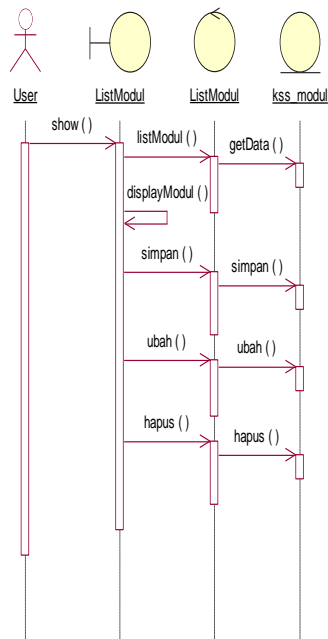 User
ListModul
ListModul
kss_modul
show ( )
listModul ( )
getData ( )
displayModul ( )
simpan ( )
simpan ( )
ubah ( )
ubah ( )
hapus ( )
hapus ( )